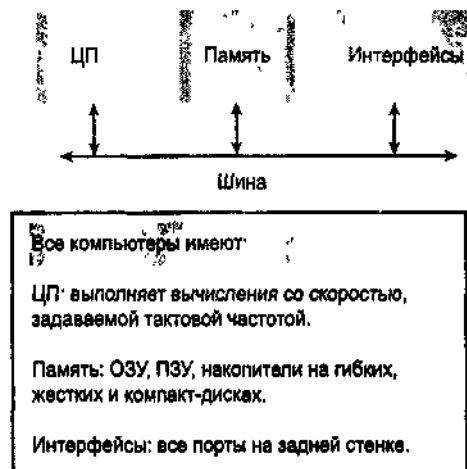 ЦП Память Интерфейсы
Шина
Все компьютеры имеют:
ЦП: выполняет вычисления со скоростью,
задаваемой тактовой частотой.
Память: ОЗУ, ПЗУ, накопители на гибких,
жестких и компакт-дисках.
Интерфейсы: все порты на задней стенке.